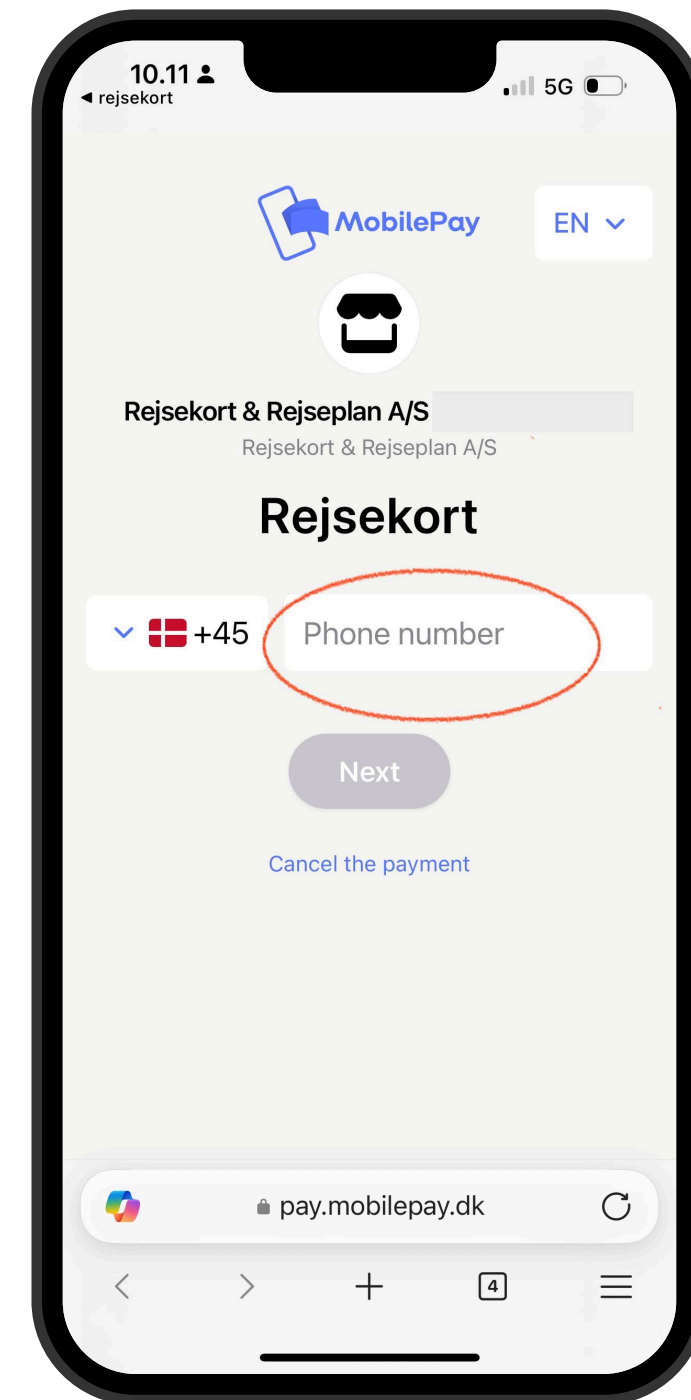 10.11
5G
◀ rejsekort
MobilePay
EN
Rejsekort & Rejseplan A/S
Rejsekort & Rejseplan A/S
Rejsekort
+45 Phone number
Next
Cancel the payment
pay.mobilepay.dk
4